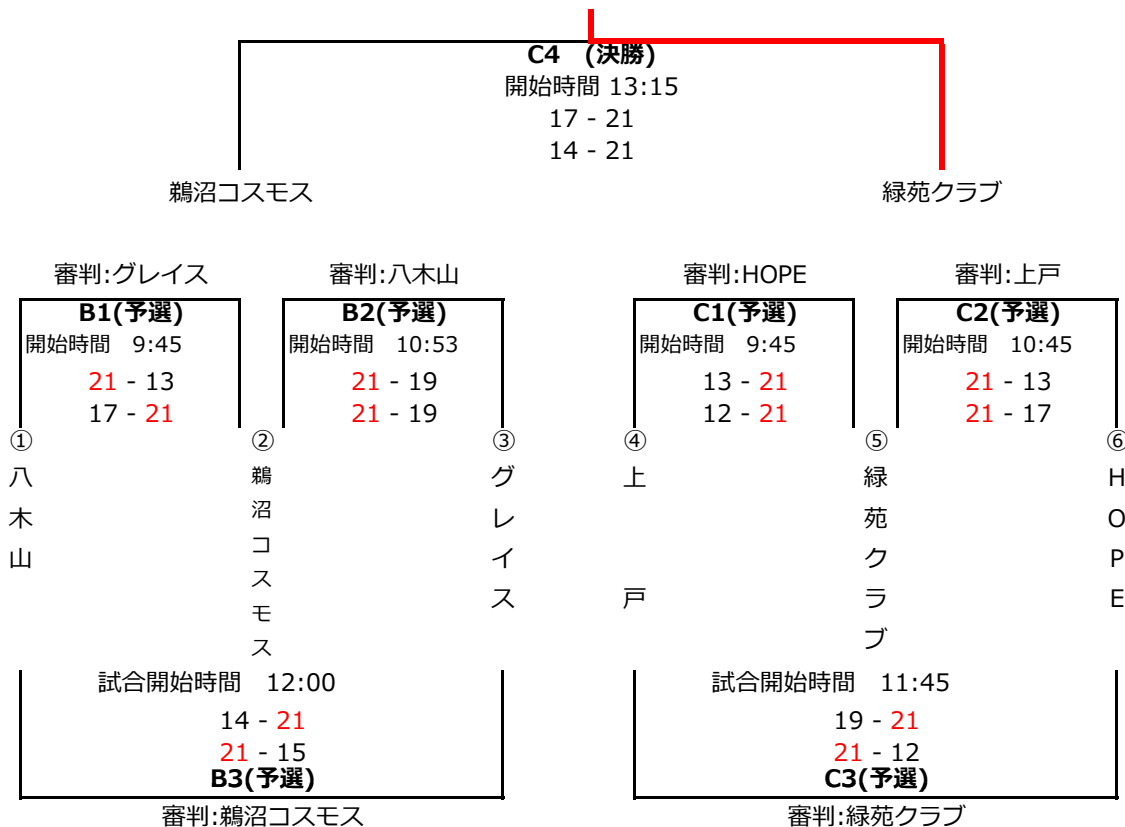 C4 (決勝)
開始時間 13:15
17 - 21
14 - 21
鵜沼コスモス
緑苑クラブ
審判:グレイス
B1(予選)
開始時間 9:45
21 - 13
17 - 21
審判:八木山
B2(予選)
開始時間 10:53
21 - 19
21 - 19
審判:HOPE
C1(予選)
開始時間 9:45
13 - 21
12 - 21
審判:上戸
C2(予選)
開始時間 10:45
21 - 13
21 - 17
①八木山
②鵜沼コスモス
③グレイス
④上戸
⑤緑苑クラブ
⑥HOPE
試合開始時間 12:00
14 - 21
21 - 15
B3(予選)
審判:鵜沼コスモス
試合開始時間 11:45
19 - 21
21 - 12
C3(予選)
審判:緑苑クラブ